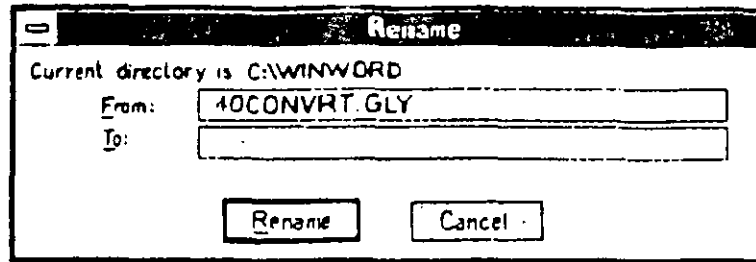 Rename
Current directory is C:\WINWORD
From: 40CONVRT.GLY
To:
Rename Cancel